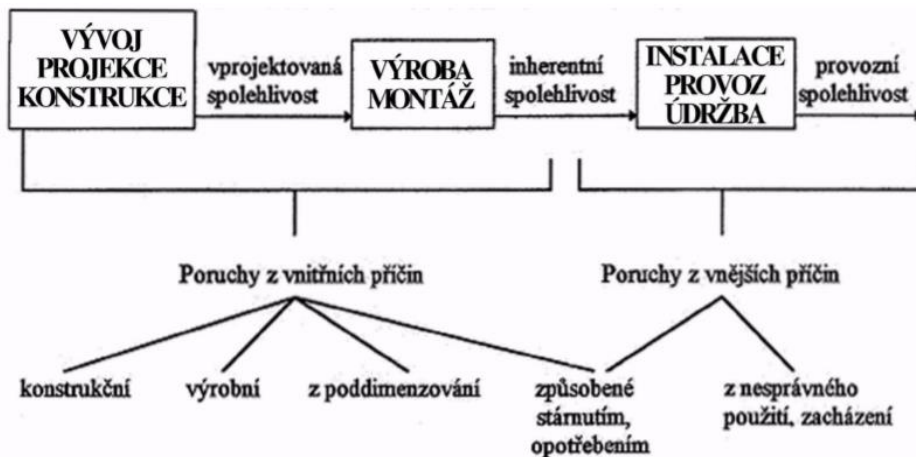 VÝVOJ
PROJEKCE
KONSTRUKCE
vprojektovaná
spolehlivost
VÝROBA
MONTÁŽ
inherentní
spolehlivost
INSTALACE
PROVOZ
ÚDRŽBA
provozní
spolehlivost
Poruchy z vnitřních příčin
Poruchy z vnějších příčin
konstrukční
výrobní
z poddimenzování
způsobené
stárnutím,
opotřebením
z nesprávného
použití, zacházení